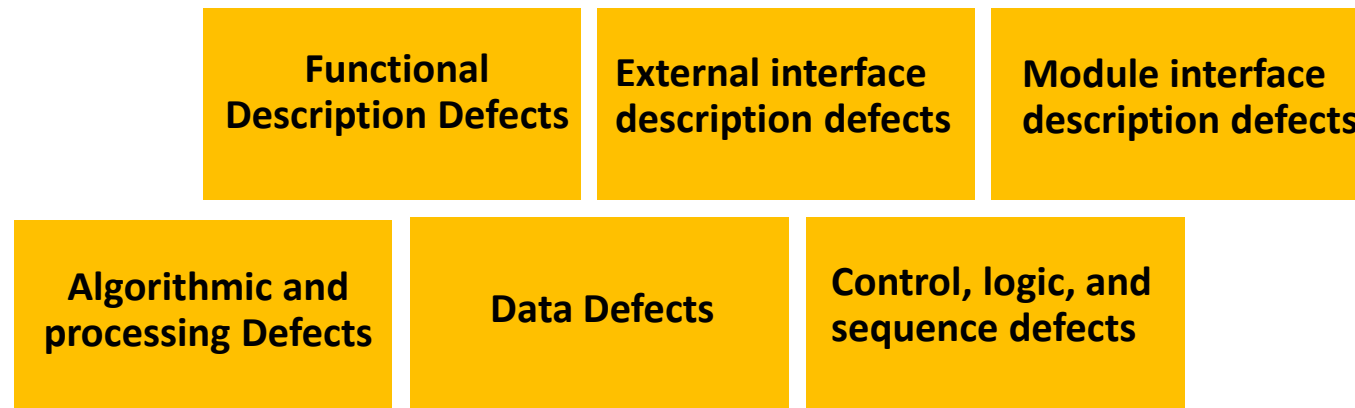 Functional
Description Defects
External interface
description defects
Module interface
description defects
Algorithmic and
processing Defects
Data Defects
Control, logic, and
sequence defects